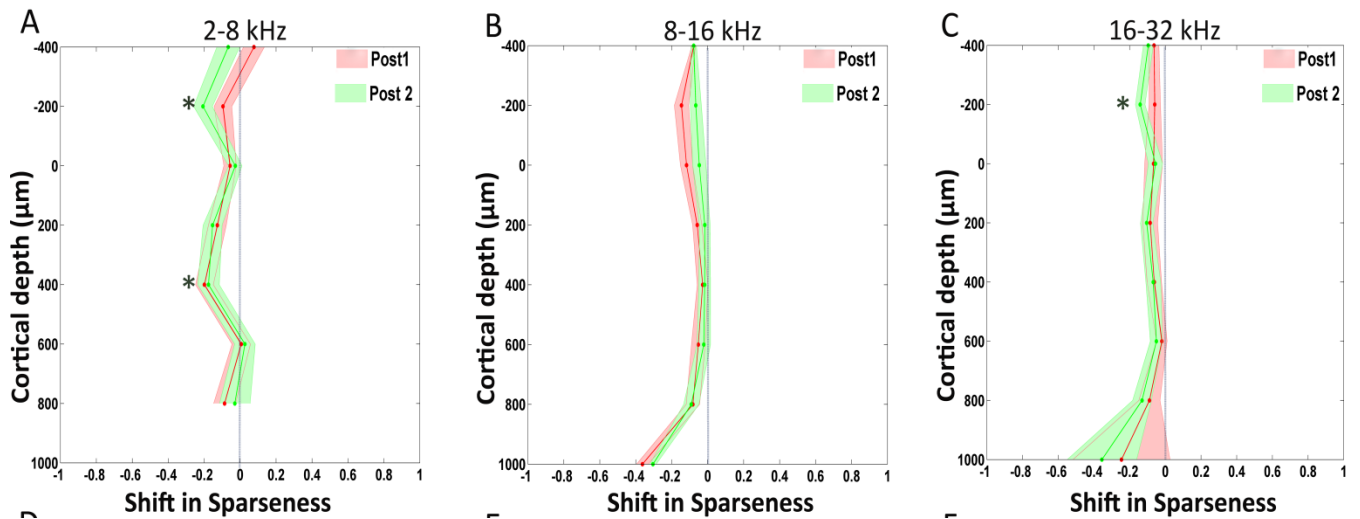 A
2-8 kHz
-400
-200
0
200
400
600
800
1000
Cortical depth (µm)
*
*
Post1
Post 2
-1 -0.8 -0.6 -0.4 -0.2 0 0.2 0.4 0.6 0.8 1
Shift in Sparseness
B
8-16 kHz
-400
-200
0
200
400
600
800
1000
Cortical depth (µm)
Post1
Post 2
-1 -0.8 -0.6 -0.4 -0.2 0 0.2 0.4 0.6 0.8 1
Shift in Sparseness
C
16-32 kHz
-400
-200
0
200
400
600
800
1000
Cortical depth (µm)
*
Post1
Post 2
-1 -0.8 -0.6 -0.4 -0.2 0 0.2 0.4 0.6 0.8 1
Shift in Sparseness